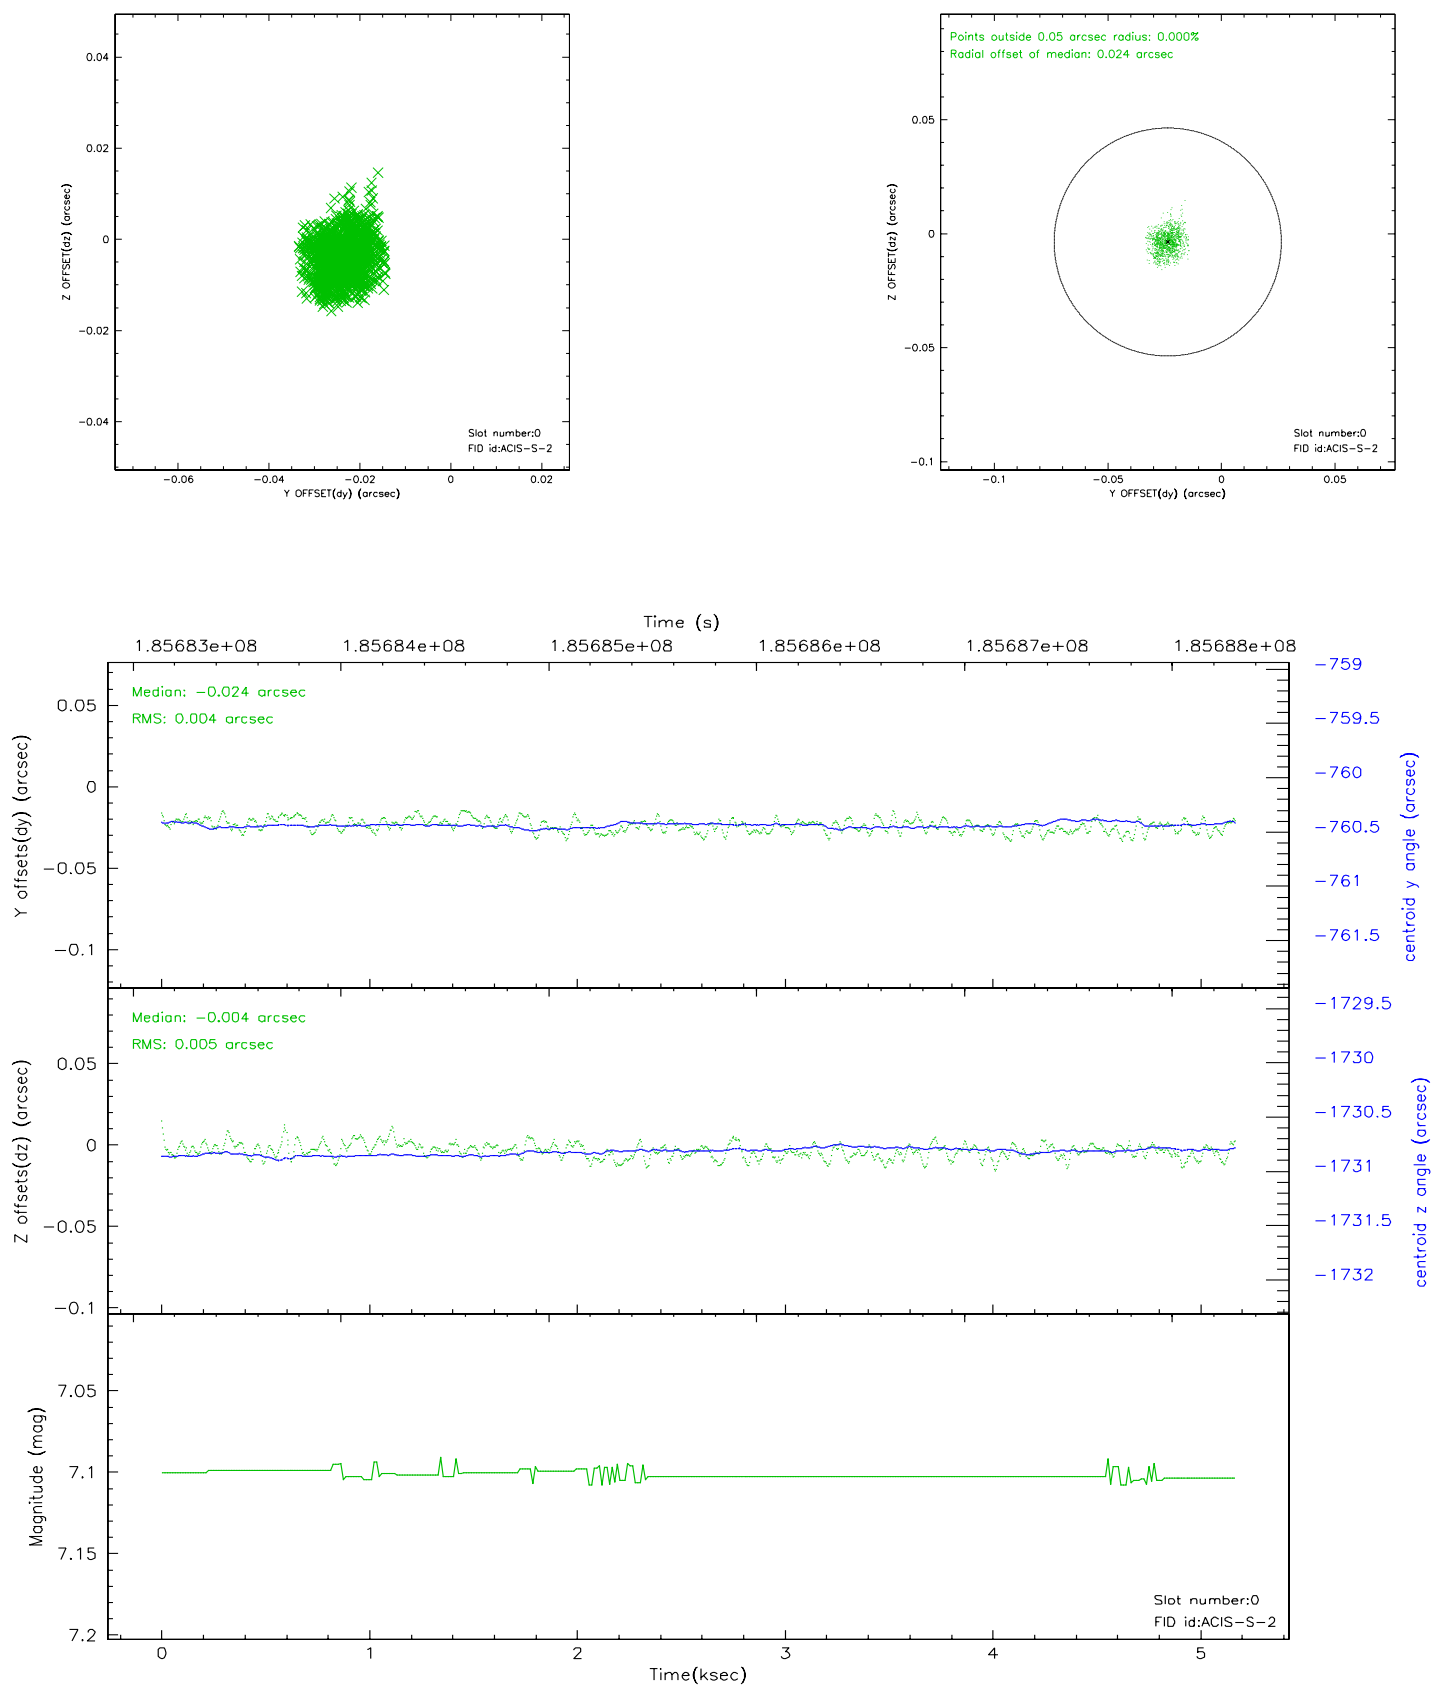 0.04
0.02
0
−0.02
−0.04
Z OFFSET(dz) (arcsec)
Slot number:0
FID id:ACIS−S−2
−0.06
−0.04
−0.02
0
0.02
Y OFFSET(dy) (arcsec)
Points outside 0.05 arcsec radius: 0.000%
Radial offset of median: 0.024 arcsec
0.05
0
−0.05
−0.1
Z OFFSET(dz) (arcsec)
Slot number:0
FID id:ACIS−S−2
−0.1
−0.05
0
0.05
Y OFFSET(dy) (arcsec)
Time (s)
1.85683e+08
1.85684e+08
1.85685e+08
1.85686e+08
1.85687e+08
1.85688e+08
Median: −0.024 arcsec
RMS: 0.004 arcsec
0.05
0
−0.05
−0.1
Y offsets(dy) (arcsec)
−759
−759.5
−760
−760.5
−761
−761.5
centroid y angle (arcsec)
Median: −0.004 arcsec
RMS: 0.005 arcsec
0.05
0
−0.05
−0.1
Z offsets(dz) (arcsec)
−1729.5
−1730
−1730.5
−1731
−1731.5
−1732
centroid z angle (arcsec)
7.05
7.1
7.15
7.2
Magnitude (mag)
Slot number:0
FID id:ACIS−S−2
0
1
2
3
4
5
Time(ksec)